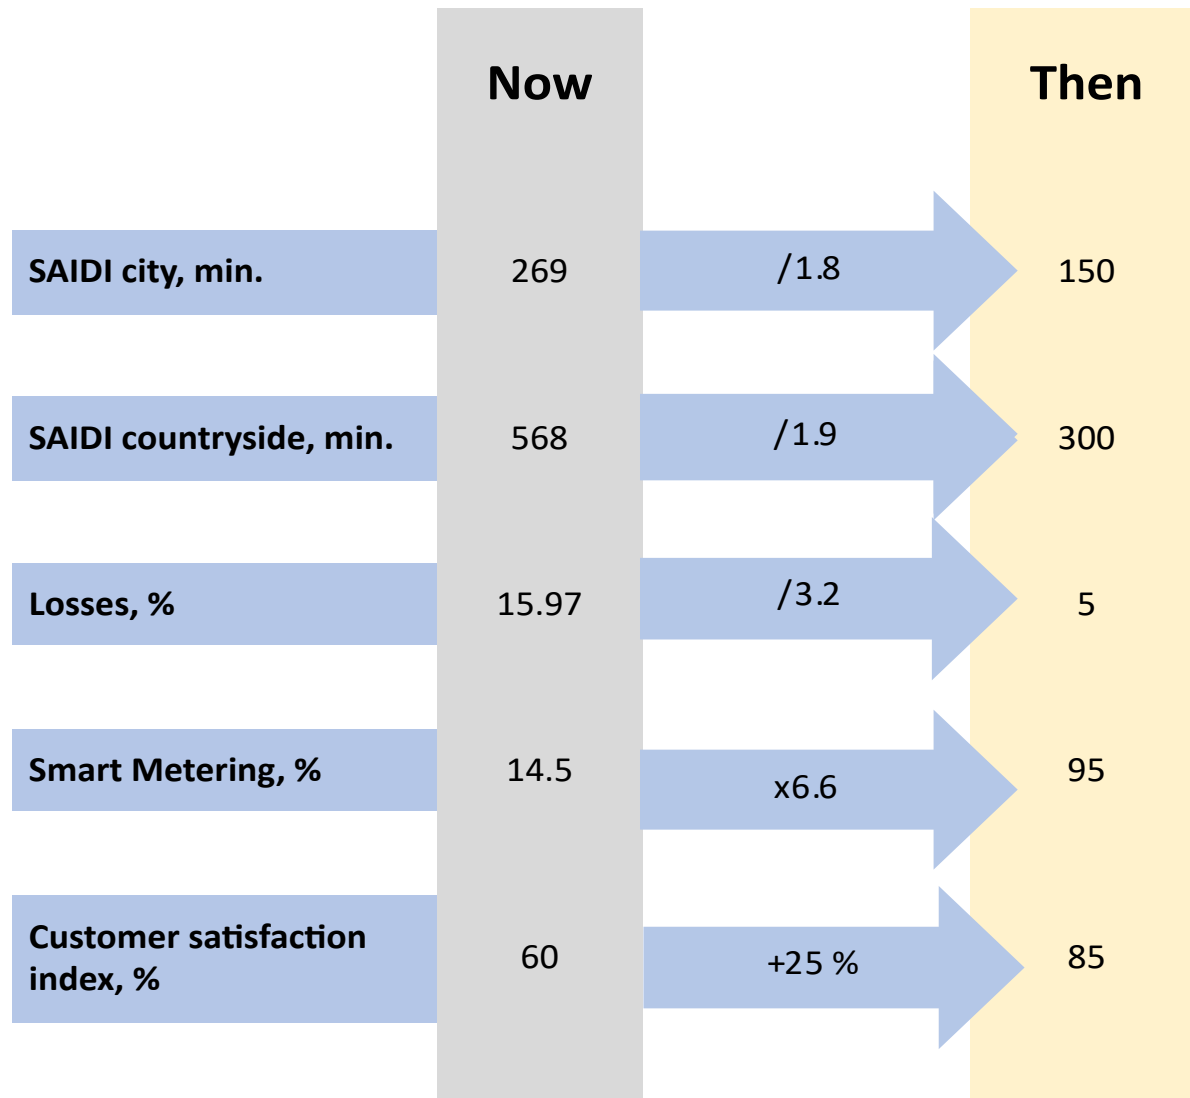 Now
Then
SAIDI city, min.
269
/1.8
150
SAIDI countryside, min.
568
/1.9
300
Losses, %
15.97
/3.2
5
Smart Metering, %
14.5
x6.6
95
Customer satisfaction
index, %
60
+25 %
85